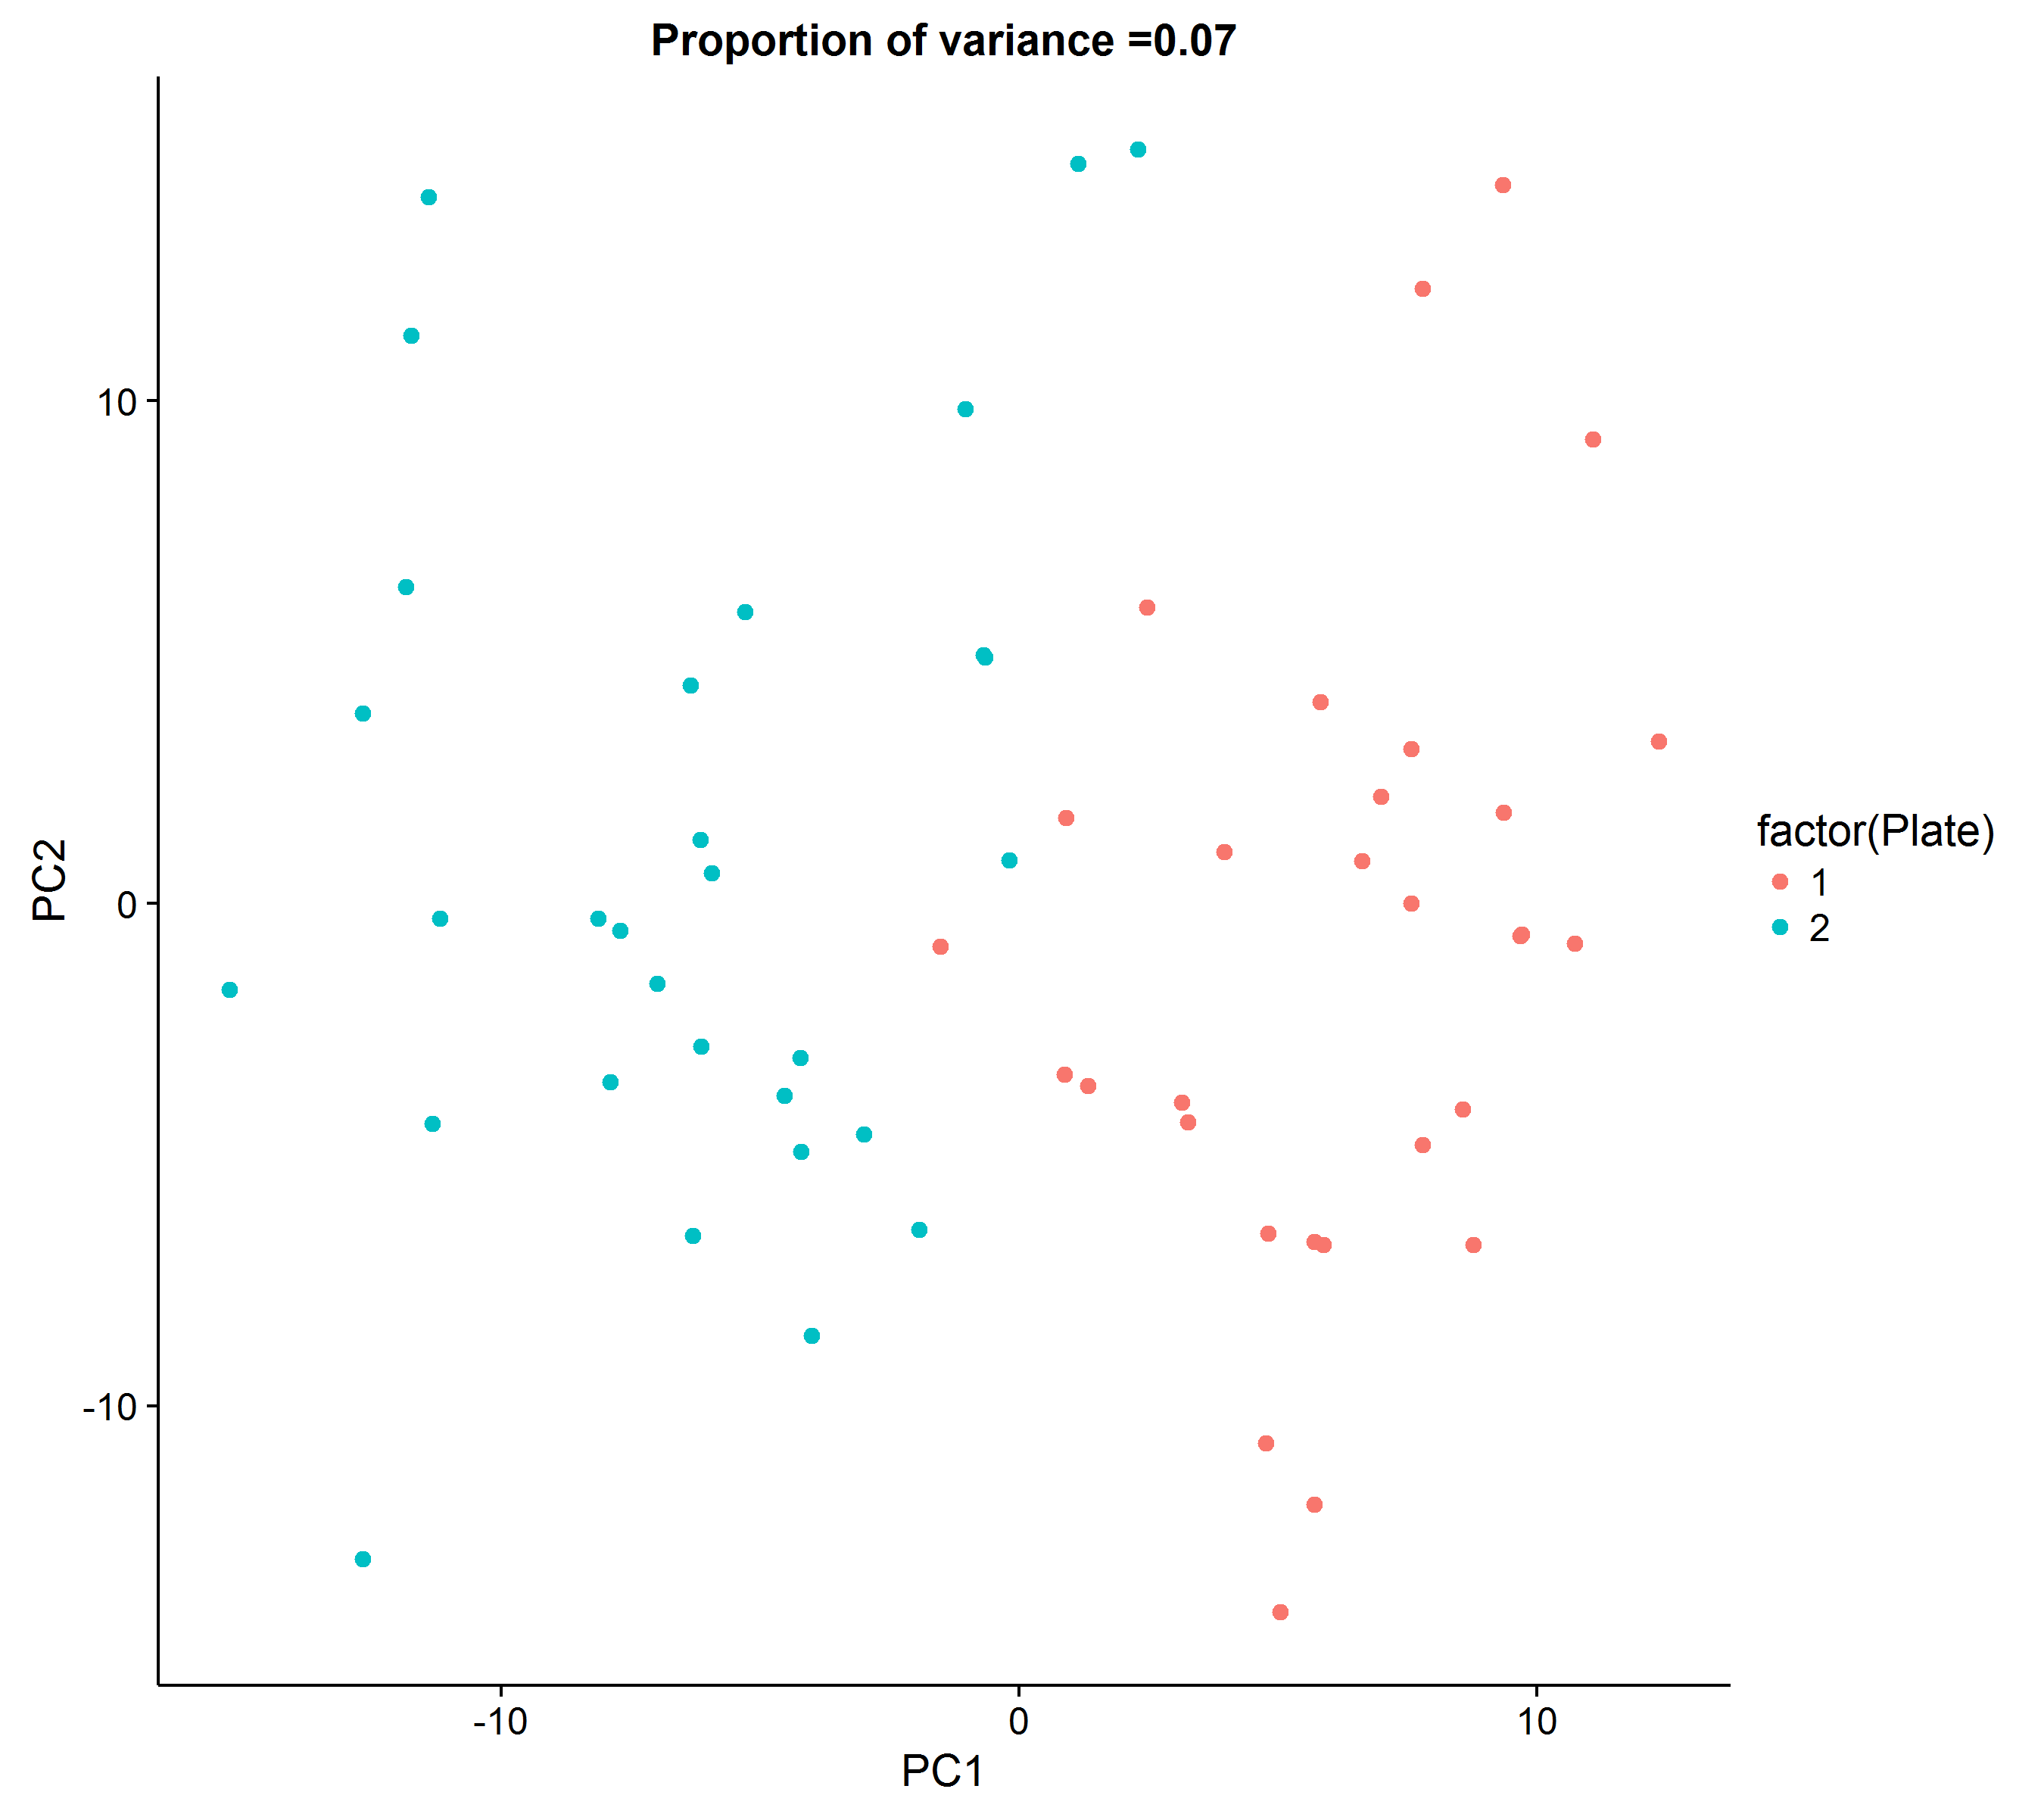 Proportion of variance =0.07
10
0
-10
PC2
-10
0
10
PC1
factor(Plate)
1
2